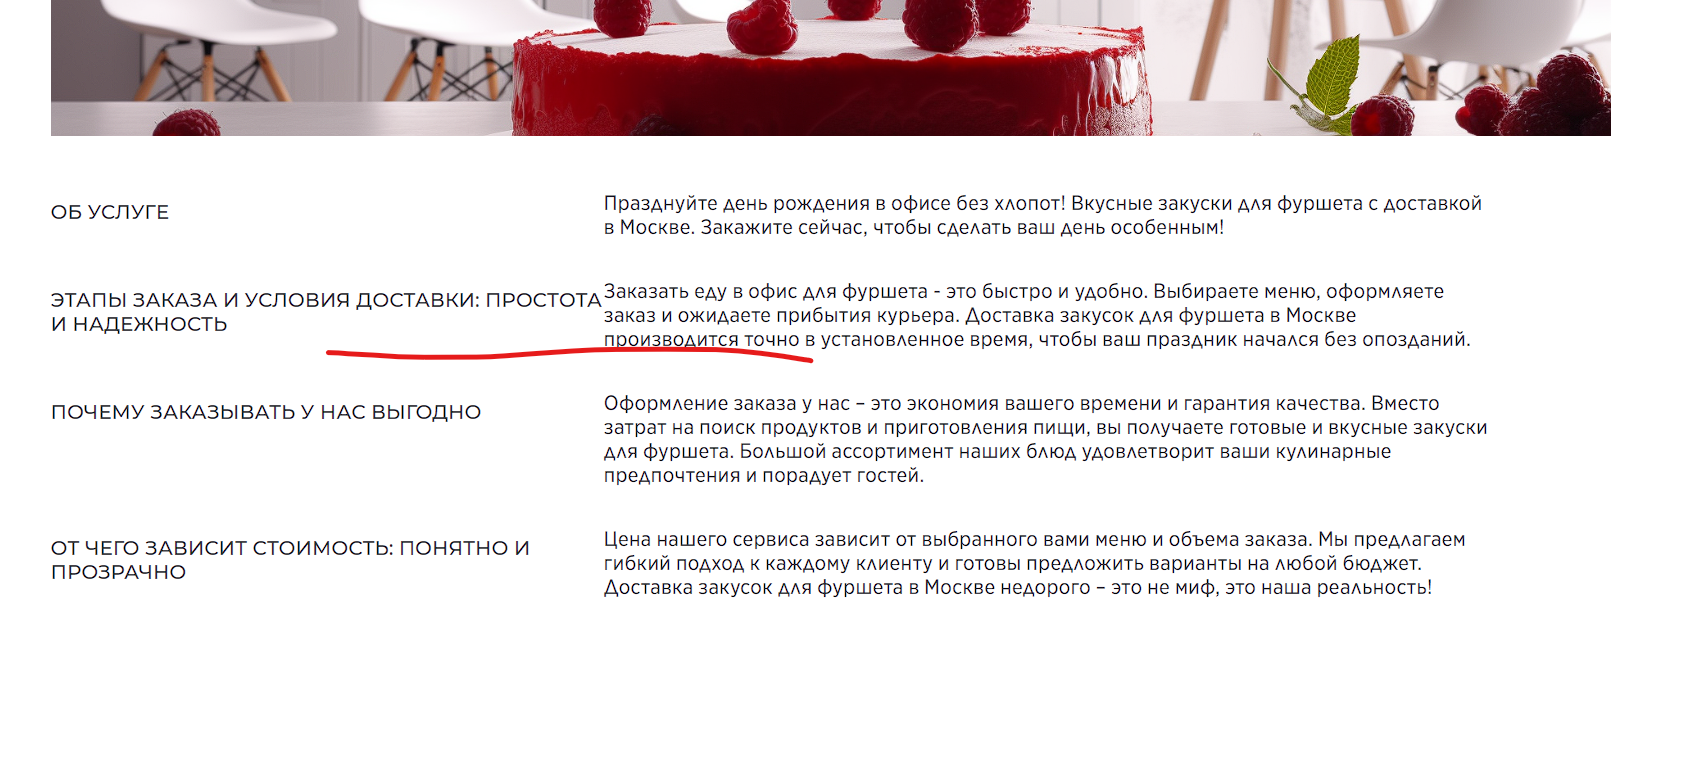 ОБ УСЛУГЕ
Празднуйте день рождения в офисе без хлопот! Вкусные закуски для фуршета с доставкой
в Москве. Закажите сейчас, чтобы сделать ваш день особенным!
ЭТАПЫ ЗАКАЗА И УСЛОВИЯ ДОСТАВКИ: ПРОСТОТА
И НАДЕЖНОСТЬ
Заказать еду в офис для фуршета - это быстро и удобно. Выбираете меню, оформляете
заказ и ожидаете прибытия курьера. Доставка закусок для фуршета в Москве
производится точно в установленное время, чтобы ваш праздник начался без опозданий.
ПОЧЕМУ ЗАКАЗЫВАТЬ У НАС ВЫГОДНО
Оформление заказа у нас – это экономия вашего времени и гарантия качества. Вместо
затрат на поиск продуктов и приготовления пищи, вы получаете готовые и вкусные закуски
для фуршета. Большой ассортимент наших блюд удовлетворит ваши кулинарные
предпочтения и порадует гостей.
ОТ ЧЕГО ЗАВИСИТ СТОИМОСТЬ: ПОНЯТНО И
ПРОЗРАЧНО
Цена нашего сервиса зависит от выбранного вами меню и объема заказа. Мы предлагаем
гибкий подход к каждому клиенту и готовы предложить варианты на любой бюджет.
Доставка закусок для фуршета в Москве недорого – это не миф, это наша реальность!